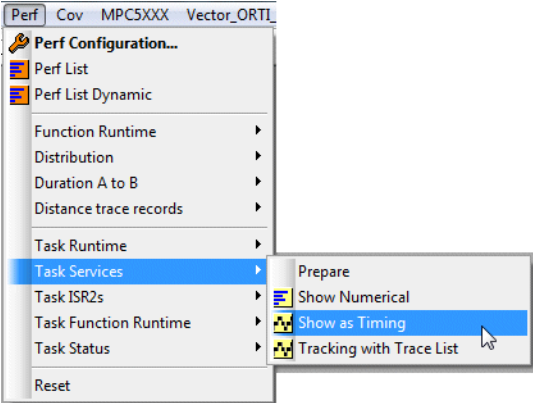 Perf Cov MPC5XXX Vector_ORTI_
Perf Configuration...
Perf List
Perf List Dynamic
Function Runtime
Distribution
Duration A to B
Distance trace records
Task Runtime
Task Services
Prepare
Task ISR2s
Show Numerical
Task Function Runtime
Show as Timing
Task Status
Tracking with Trace List
Reset